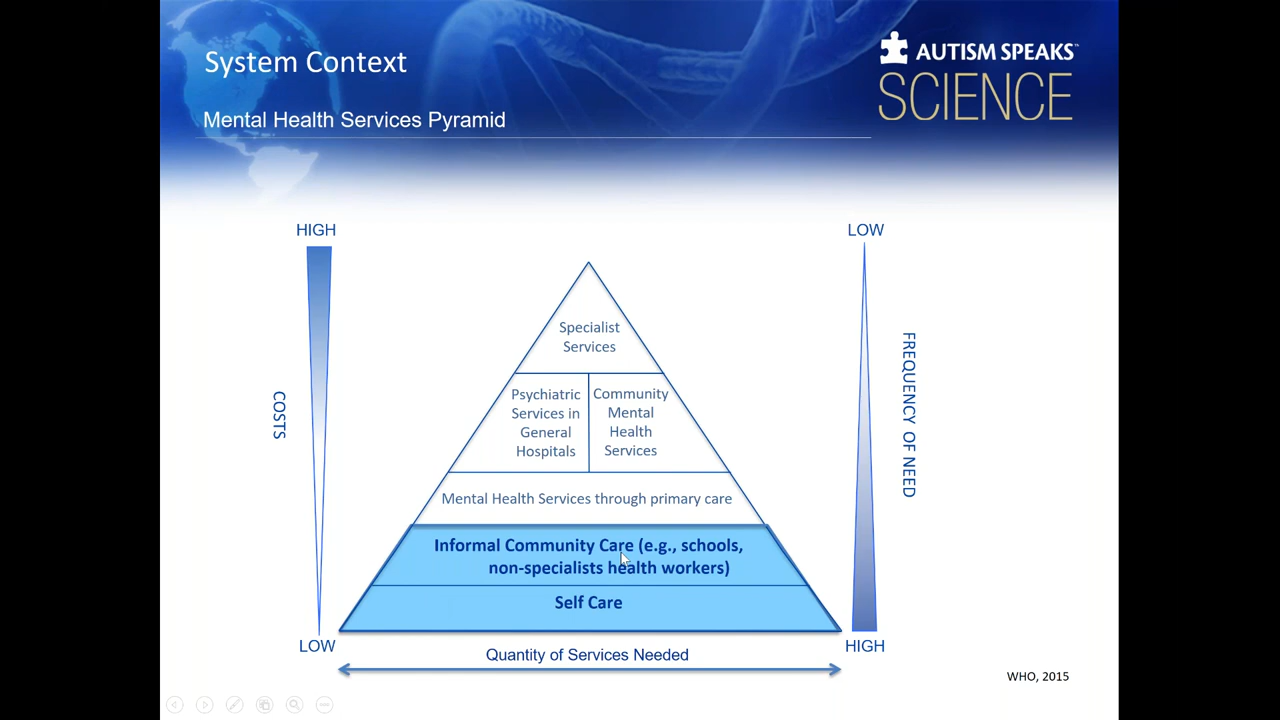 System Context
AUTISM SPEAKS™
SCIENCE
Mental Health Services Pyramid
HIGH
LOW
Specialist
Services
COSTS
FREQUENCY OF NEED
Psychiatric
Services in
General
Hospitals
Community
Mental
Health
Services
Mental Health Services through primary care
Informal Community Care (e.g., schools,
non-specialists health workers)
Self Care
LOW
HIGH
Quantity of Services Needed
WHO, 2015